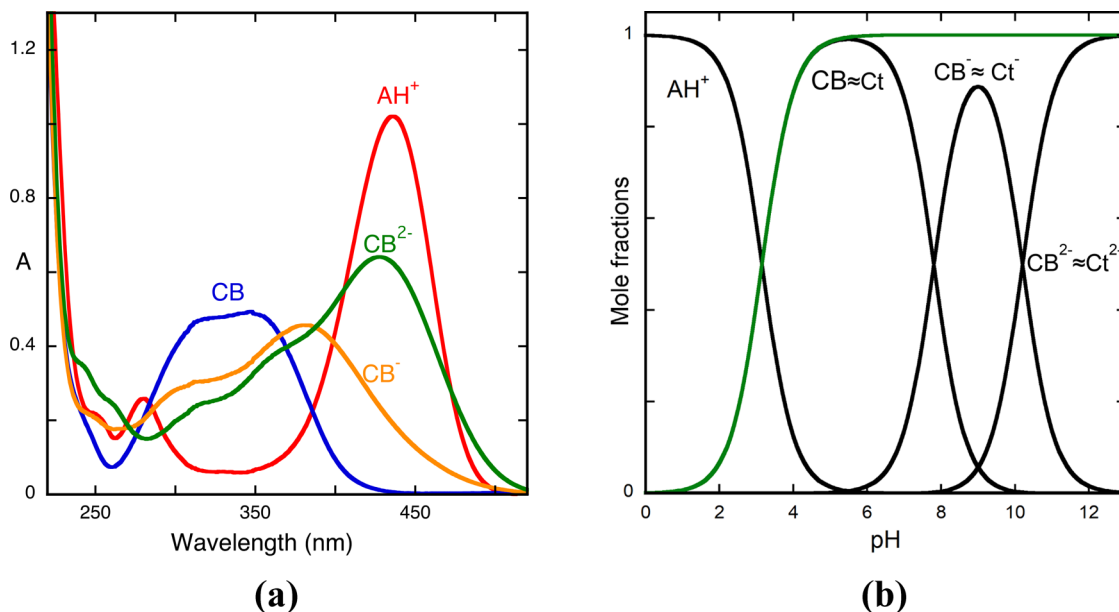 1.2
0.8
A
0.4
0
250
350
450
Wavelength (nm)
AH⁺
CB²⁻
CB
CB⁻
(a)
1
Mole fractions
0
0
2
4
6
8
10
12
pH
AH⁺
CB≈Ct
CB⁻≈ Ct⁻
CB²⁻≈Ct²⁻
(b)